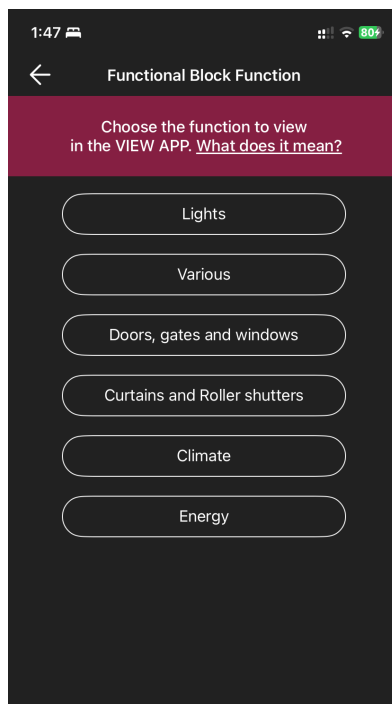 1:47
80
Functional Block Function
Choose the function to view
in the VIEW APP. What does it mean?
Lights
Various
Doors, gates and windows
Curtains and Roller shutters
Climate
Energy